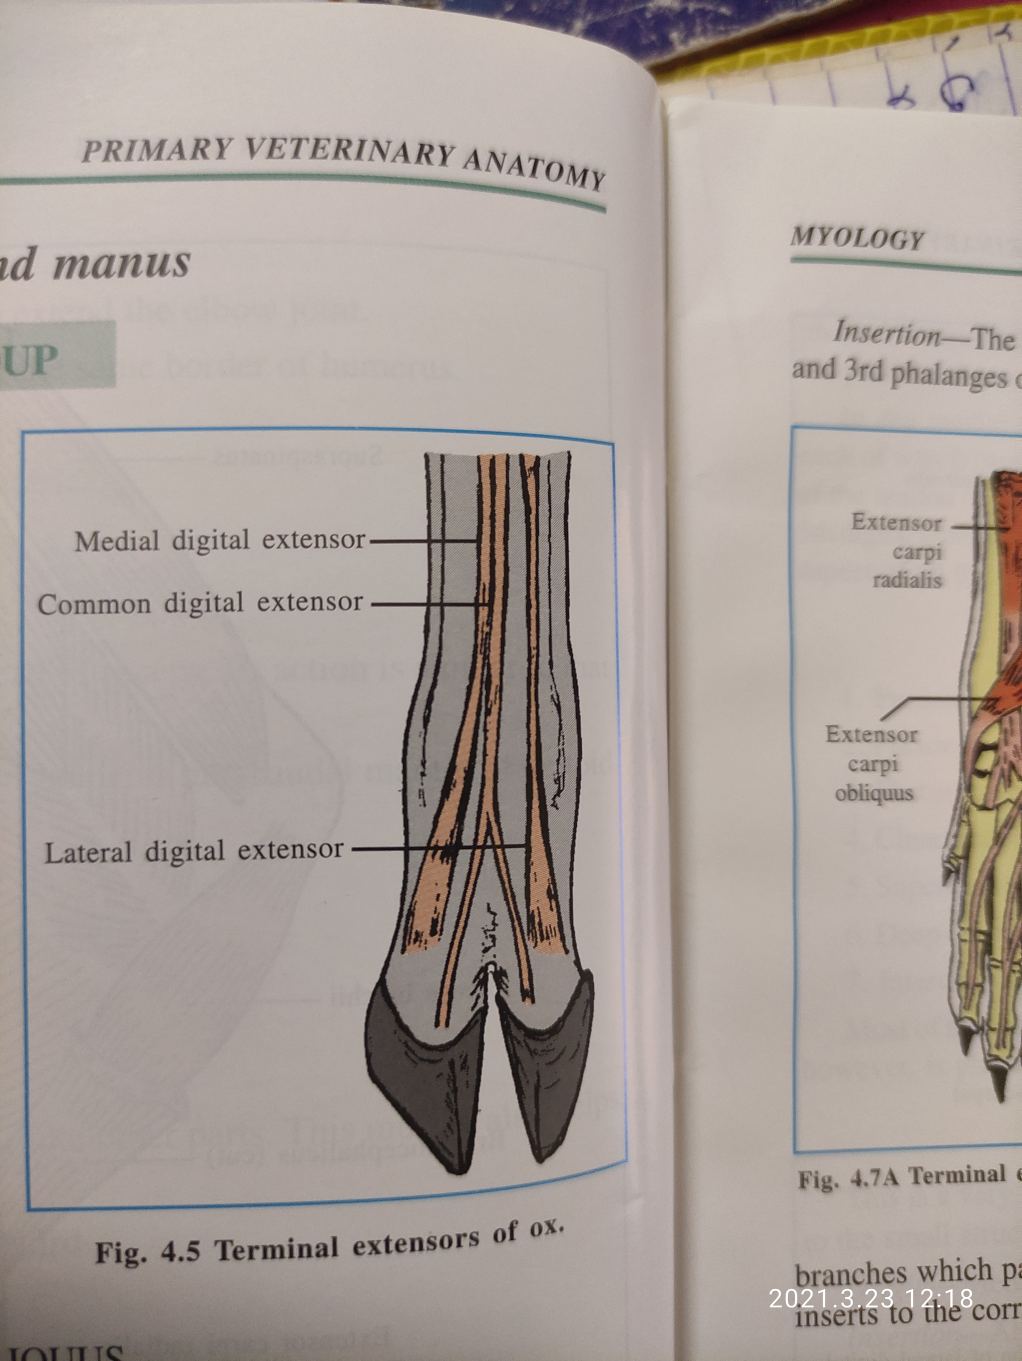 PRIMARY VETERINARY ANATOMY
nd manus
UP
Medial digital extensor
Common digital extensor
Lateral digital extensor
Fig. 4.5 Terminal extensors of ox.
MYOLOGY
Insertion—The
and 3rd phalanges
Extensor
carpi
radialis
Extensor
carpi
obliquus
Fig. 4.7A Terminal
branches which pa
inserts to the corr
2021.3.23 12:18